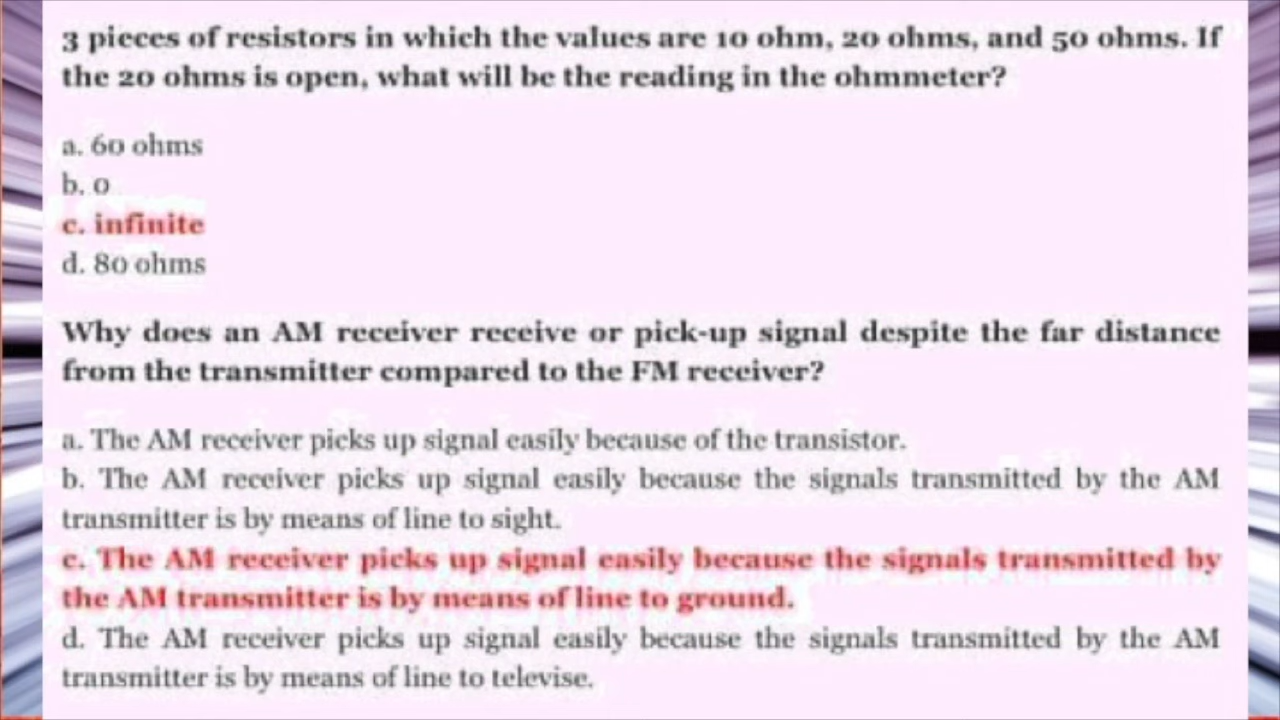 3 pieces of resistors in which the values are 10 ohm, 20 ohms, and 50 ohms. If
the 20 ohms is open, what will be the reading in the ohmmeter?
a. 60 ohms
b. 0
c. infinite
d. 80 ohms
Why does an AM receiver receive or pick-up signal despite the far distance
from the transmitter compared to the FM receiver?
a. The AM receiver picks up signal easily because of the transistor.
b. The AM receiver picks up signal easily because the signals transmitted by the AM
transmitter is by means of line to sight.
c. The AM receiver picks up signal easily because the signals transmitted by
the AM transmitter is by means of line to ground.
d. The AM receiver picks up signal easily because the signals transmitted by the AM
transmitter is by means of line to televise.